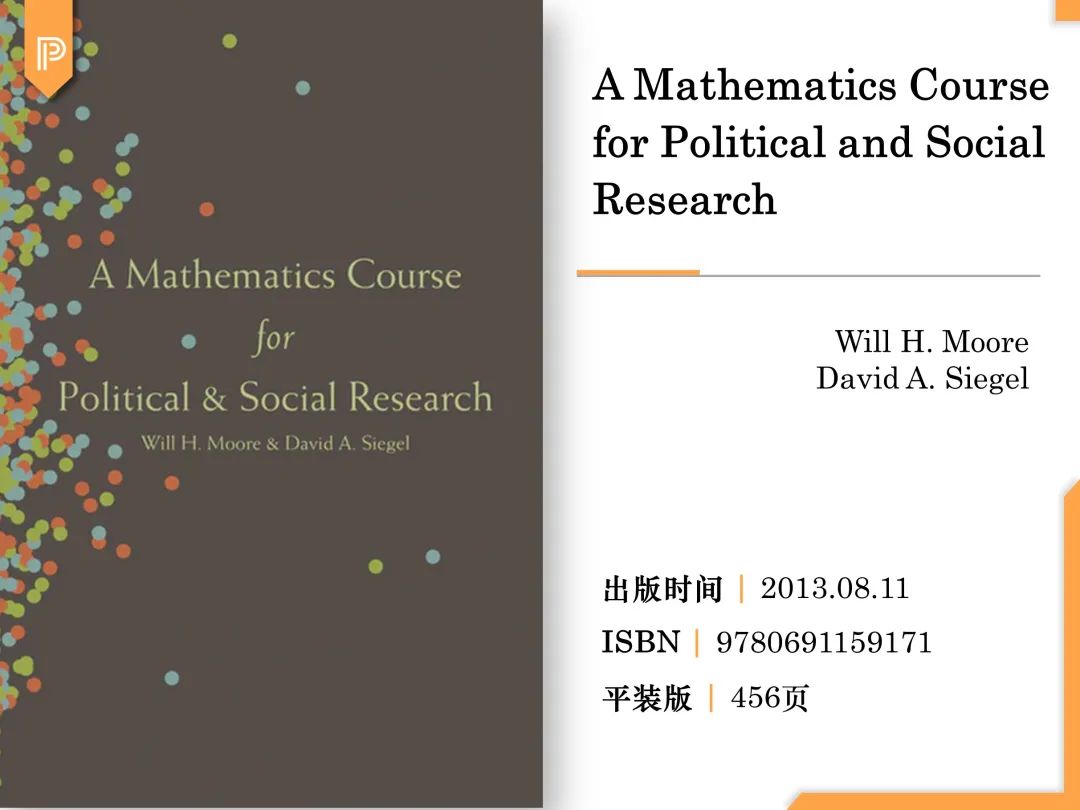 A Mathematics Course
for
Political & Social Research
Will H. Moore & David A. Siegel
A Mathematics Course
for Political and Social
Research
Will H. Moore
David A. Siegel
出版时间 | 2013.08.11
ISBN | 9780691159171
平装版 | 456页